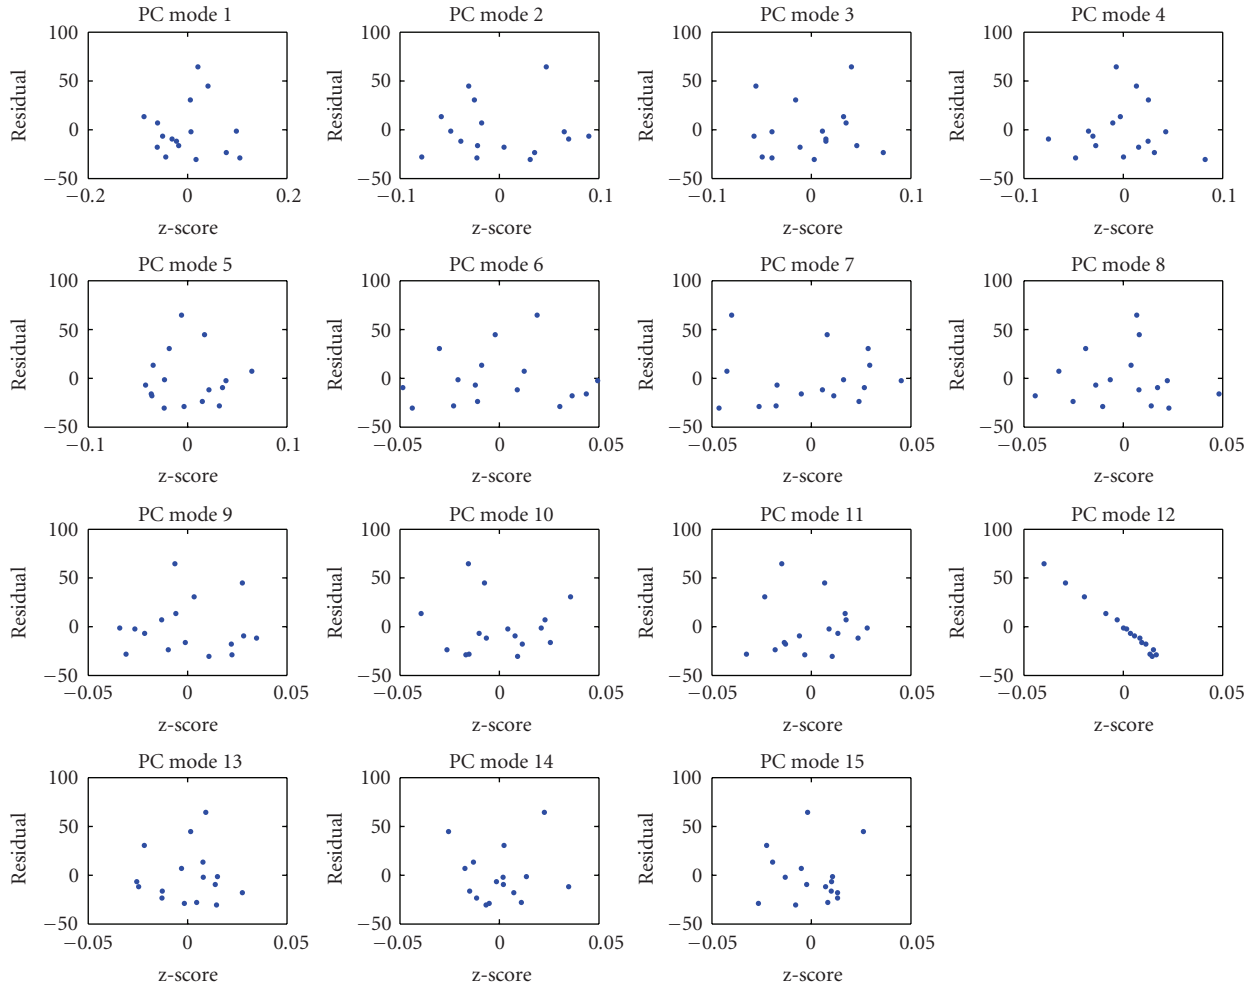 PC mode 1
100
50
0
−50
Residual
−0.2
0
0.2
z-score
PC mode 2
100
50
0
−50
Residual
−0.1
0
0.1
z-score
PC mode 3
100
50
0
−50
Residual
−0.1
0
0.1
z-score
PC mode 4
100
50
0
−50
Residual
−0.1
0
0.1
z-score
PC mode 5
100
50
0
−50
Residual
−0.1
0
0.1
z-score
PC mode 6
100
50
0
−50
Residual
−0.05
0
0.05
z-score
PC mode 7
100
50
0
−50
Residual
−0.05
0
0.05
z-score
PC mode 8
100
50
0
−50
Residual
−0.05
0
0.05
z-score
PC mode 9
100
50
0
−50
Residual
−0.05
0
0.05
z-score
PC mode 10
100
50
0
−50
Residual
−0.05
0
0.05
z-score
PC mode 11
100
50
0
−50
Residual
−0.05
0
0.05
z-score
PC mode 12
100
50
0
−50
Residual
−0.05
0
0.05
z-score
PC mode 13
100
50
0
−50
Residual
−0.05
0
0.05
z-score
PC mode 14
100
50
0
−50
Residual
−0.05
0
0.05
z-score
PC mode 15
100
50
0
−50
Residual
−0.05
0
0.05
z-score